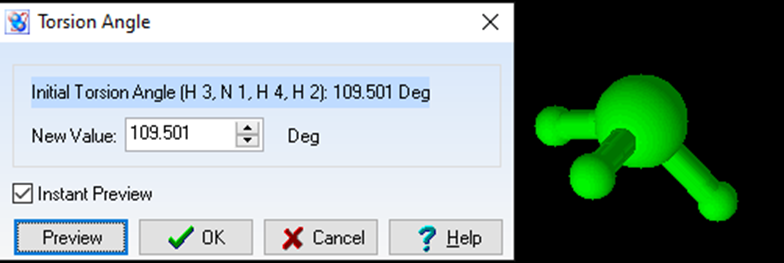 Torsion Angle
Initial Torsion Angle (H 3, N 1, H 4, H 2): 109.501 Deg
New Value: 109.501 Deg
Instant Preview
Preview OK Cancel Help